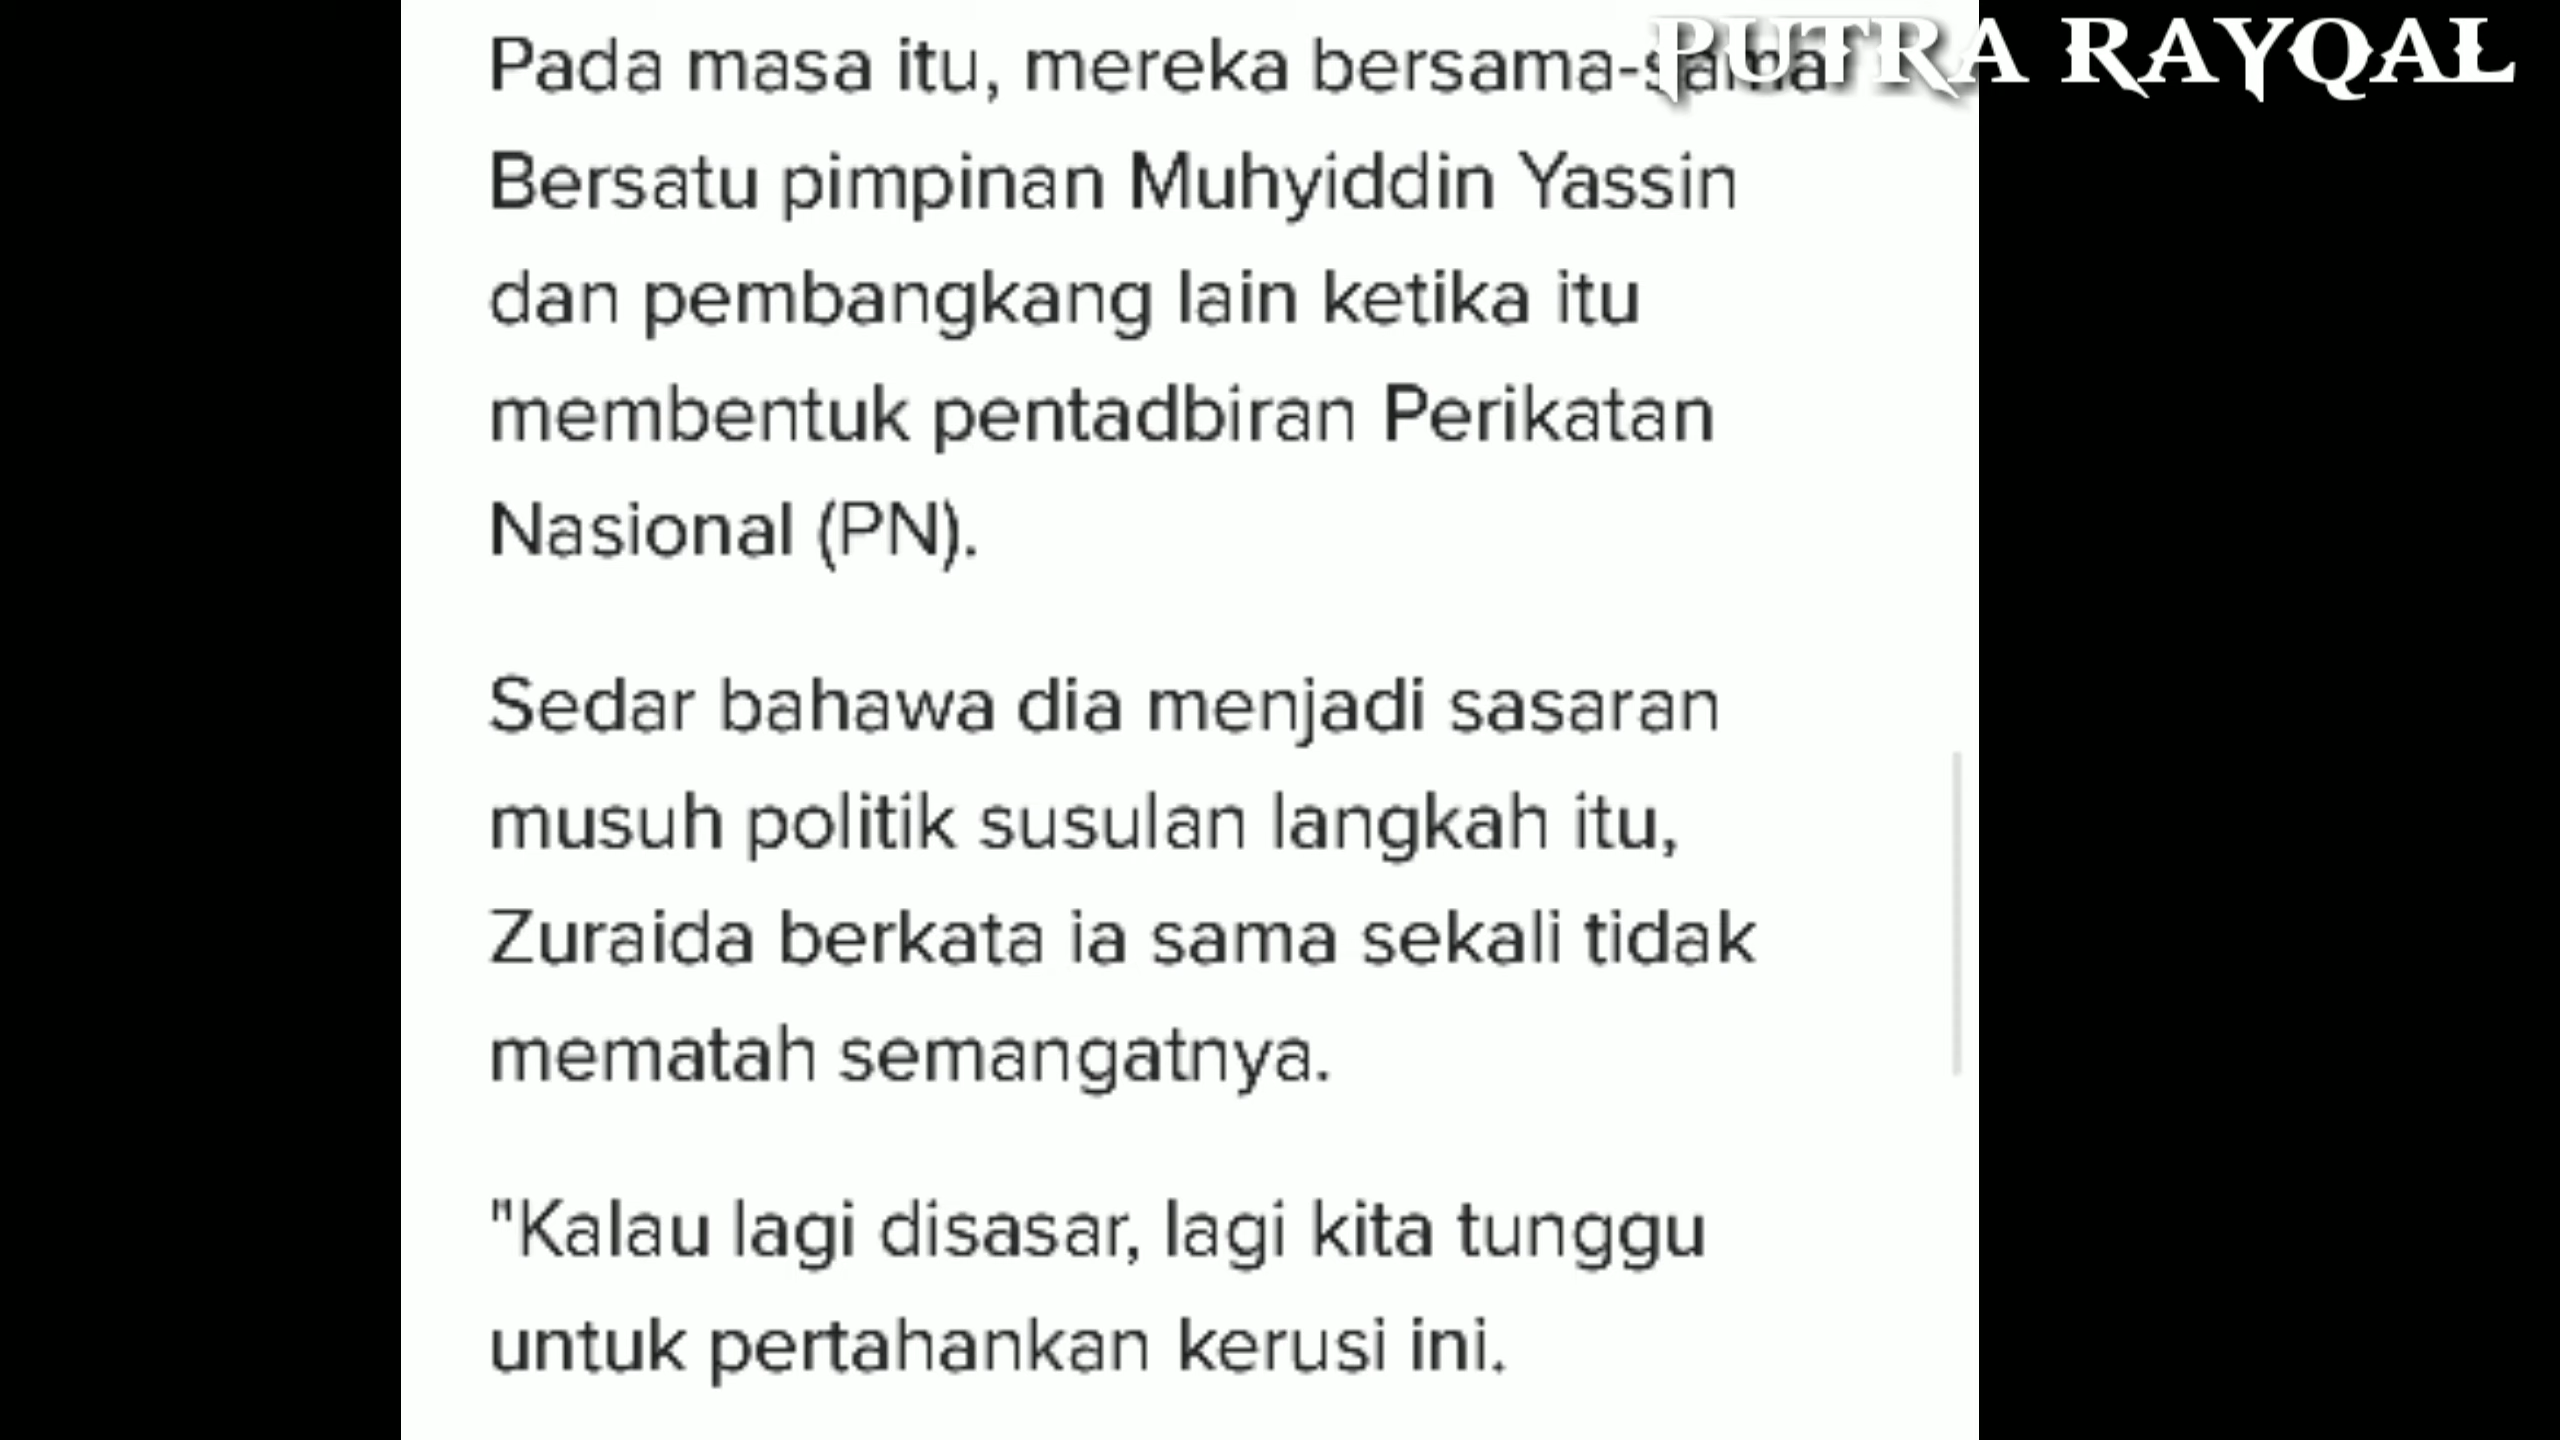 PUTRA RAYQAL
Pada masa itu, mereka bersama-sama
Bersatu pimpinan Muhyiddin Yassin
dan pembangkang lain ketika itu
membentuk pentadbiran Perikatan
Nasional (PN).
Sedar bahawa dia menjadi sasaran
musuh politik susulan langkah itu,
Zuraida berkata ia sama sekali tidak
mematah semangatnya.
"Kalau lagi disasar, lagi kita tunggu
untuk pertahankan kerusi ini.